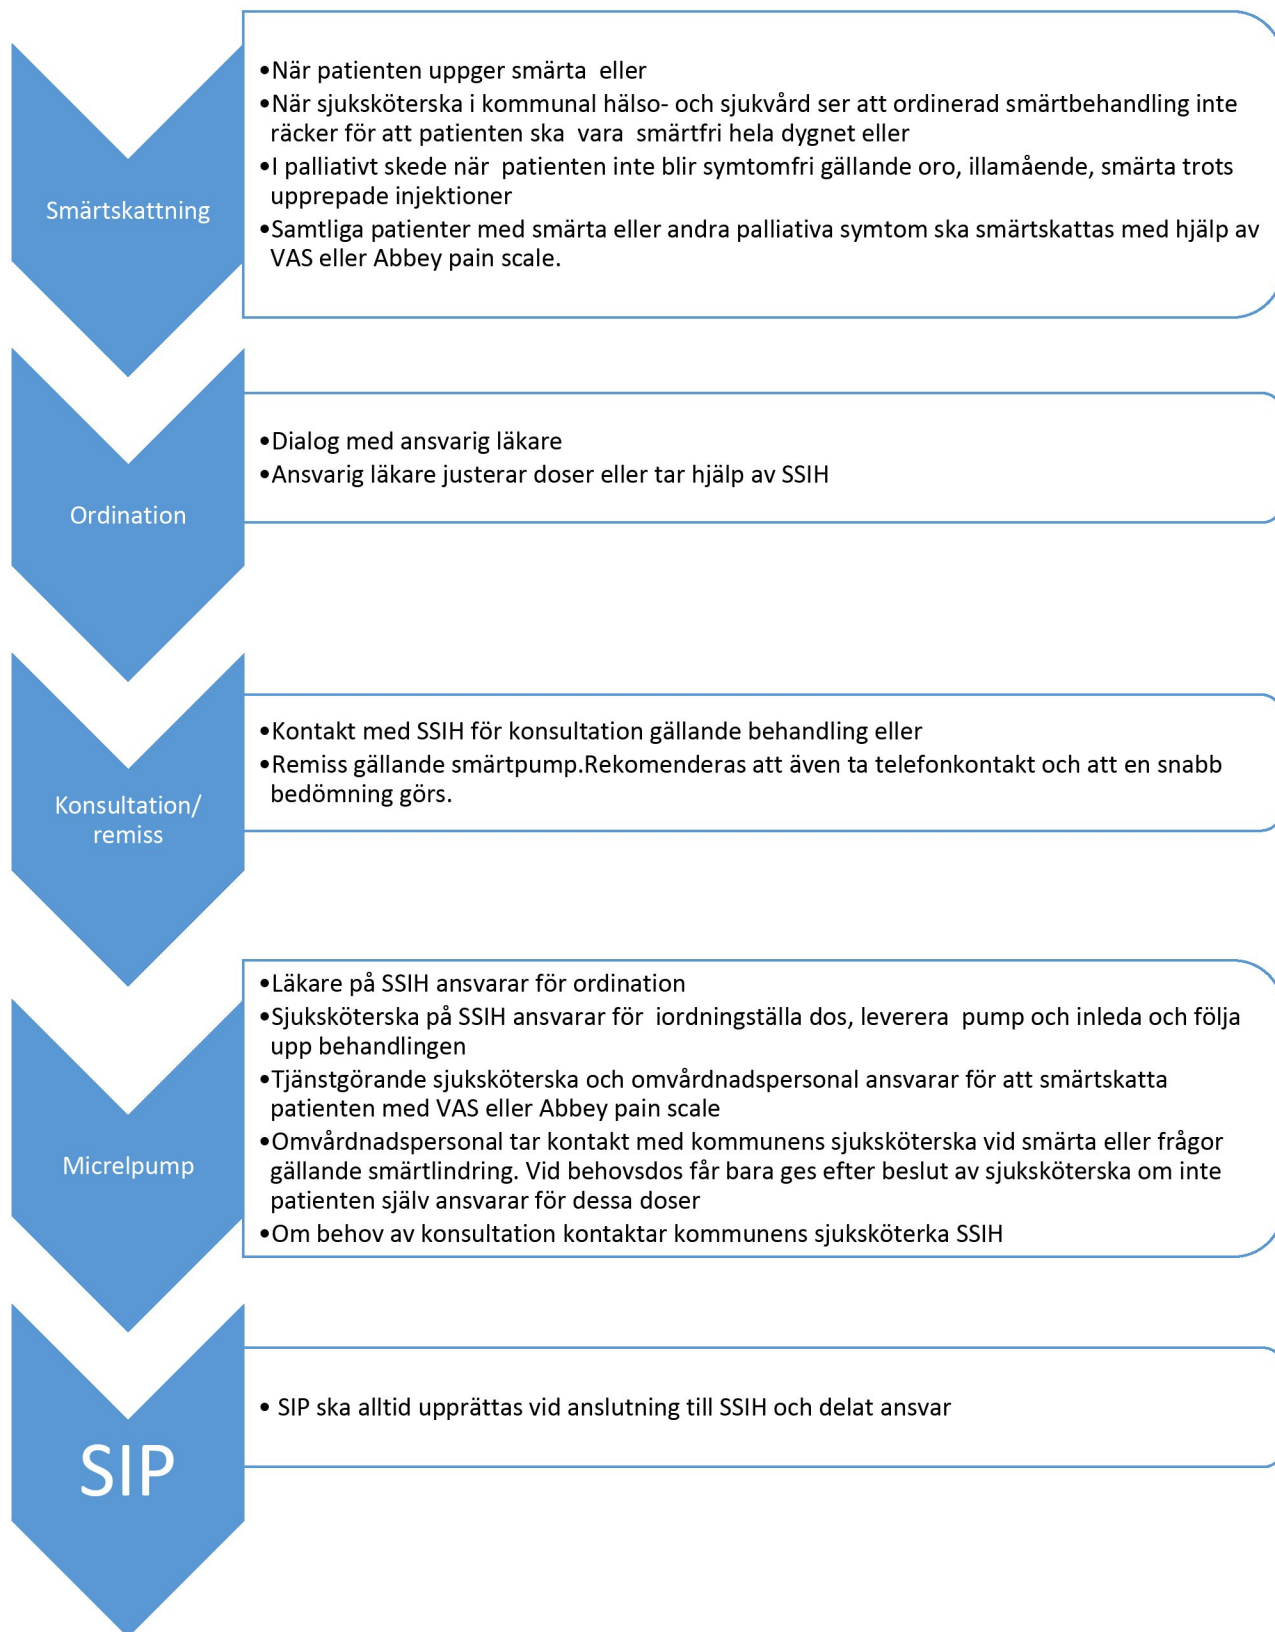 Smärtskattning
•När patienten uppger smärta  eller
•När sjuksköterska i kommunal hälso- och sjukvård ser att ordinerad smärtbehandling inte
räcker för att patienten ska  vara  smärtfri hela dygnet eller
•I palliativt skede när  patienten inte blir symtomfri gällande oro, illamående, smärta trots
upprepade injektioner
•Samtliga patienter med smärta eller andra palliativa symtom ska smärtskattas med hjälp av
VAS eller Abbey pain scale.
Ordination
•Dialog med ansvarig läkare
•Ansvarig läkare justerar doser eller tar hjälp av SSIH
Konsultation/
remiss
•Kontakt med SSIH för konsultation gällande behandling eller
•Remiss gällande smärtpump.Rekomenderas att även ta telefonkontakt och att en snabb
bedömning görs.
Micrelpump
•Läkare på SSIH ansvarar för ordination
•Sjuksköterska på SSIH ansvarar för  iordningställa dos, leverera  pump och inleda och följa
upp behandlingen
•Tjänstgörande sjuksköterska och omvårdnadspersonal ansvarar för att smärtskatta
patienten med VAS eller Abbey pain scale
•Omvårdnadspersonal tar kontakt med kommunens sjuksköterska vid smärta eller frågor
gällande smärtlindring. Vid behovsdos får bara ges efter beslut av sjuksköterska om inte
patienten själv ansvarar för dessa doser
•Om behov av konsultation kontaktar kommunens sjuksköterka SSIH
SIP
• SIP ska alltid upprättas vid anslutning till SSIH och delat ansvar